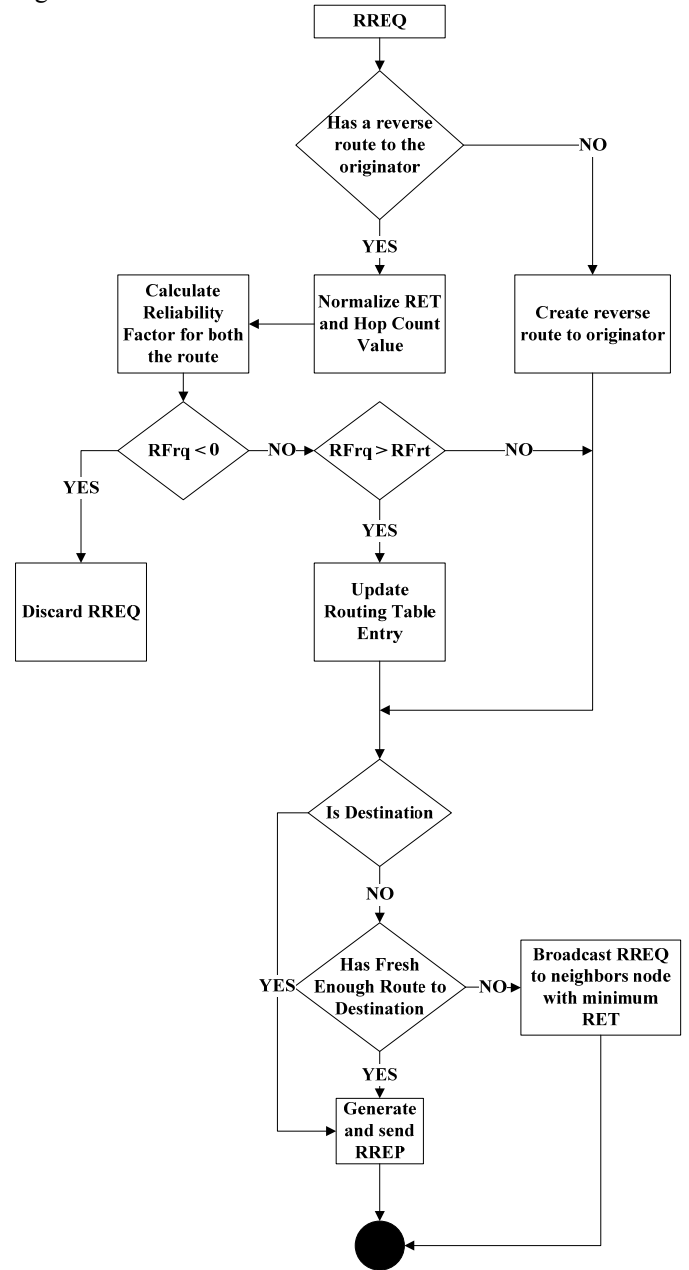 RREQ
Has a reverse
route to the
originator
NO
YES
Calculate
Reliability
Factor for both
the route
Normalize RET
and Hop Count
Value
Create reverse
route to originator
RFrq < 0
NO
RFrq > RFrt
NO
YES
YES
Discard RREQ
Update
Routing Table
Entry
Is Destination
NO
YES
Has Fresh
Enough Route to
Destination
NO
Broadcast RREQ
to neighbors node
with minimum
RET
YES
Generate
and send
RREP